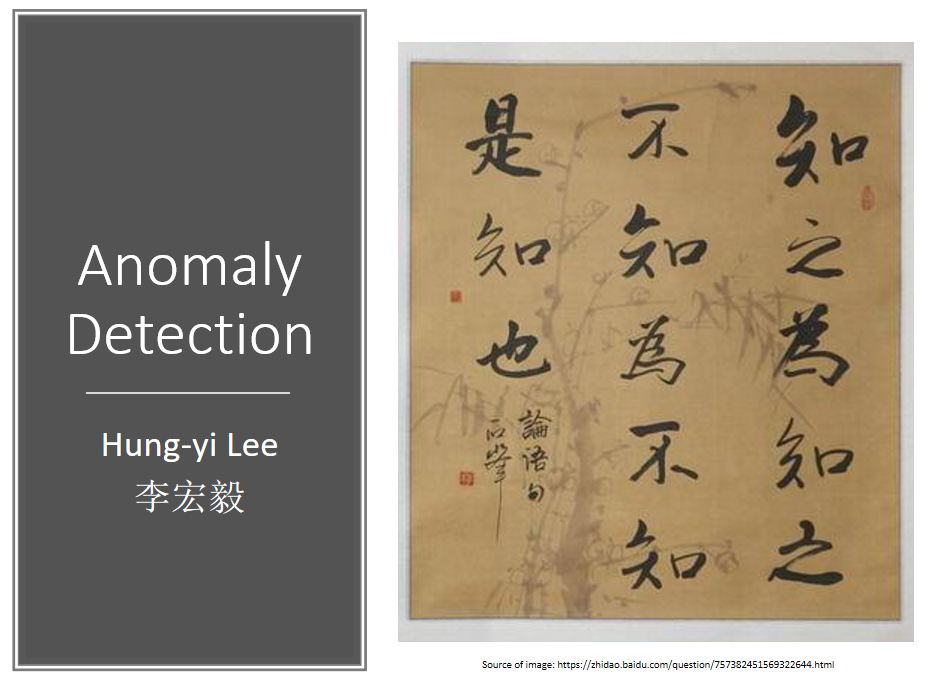 Anomaly
Detection
Hung-yi Lee
李宏毅
知之為知之
不知為不知
是知也
論語句
Source of image: https://zhidao.baidu.com/question/757382451569322644.html